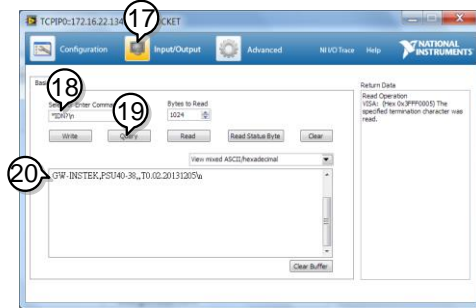 TCPIP0::172.16.22.134 CKET
17
Configuration
Input/Output
Advanced
NI I/O Trace
Help
NATIONAL INSTRUMENTS
18
19
Bytes to Read
*IDN?\n
1024
Write
Query
Read
Read Status Byte
Clear
View mixed ASCII/hexadecimal
20
GW-INSTEK,PSU40-38,,T0.02.20131205\n
Clear Buffer
Return Data
Read Operation
VISA: (Hex 0x3FFF0005) The
specified termination character was
read.